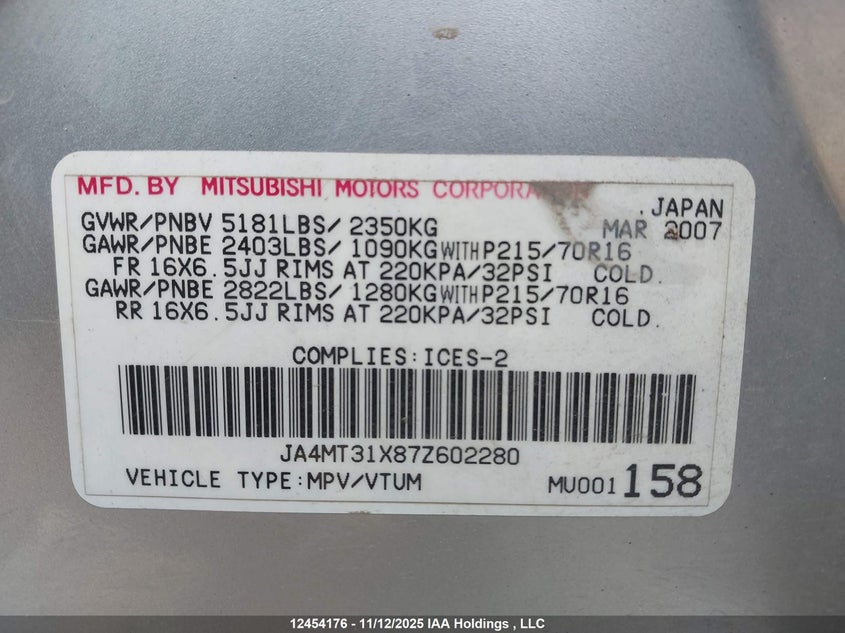 MFD. BY MITSUBISHI MOTORS CORPORA
.JAPAN
GVWR/PNBV 5181LBS/ 2350KG MAR 2007
GAWR/PNBE 2403LBS/ 1090KG WITH P215/70R16
FR 16X6.5JJ RIMS AT 220KPA/32PSI COLD.
GAWR/PNBE 2822LBS/ 1280KG WITH P215/70R16
RR 16X6.5JJ RIMS AT 220KPA/32PSI COLD.
COMPLIES:ICES-2
JA4MT31X87Z602280
VEHICLE TYPE:MPV/VTUM MU001 158
12454176 - 11/12/2025 IAA Holdings , LLC